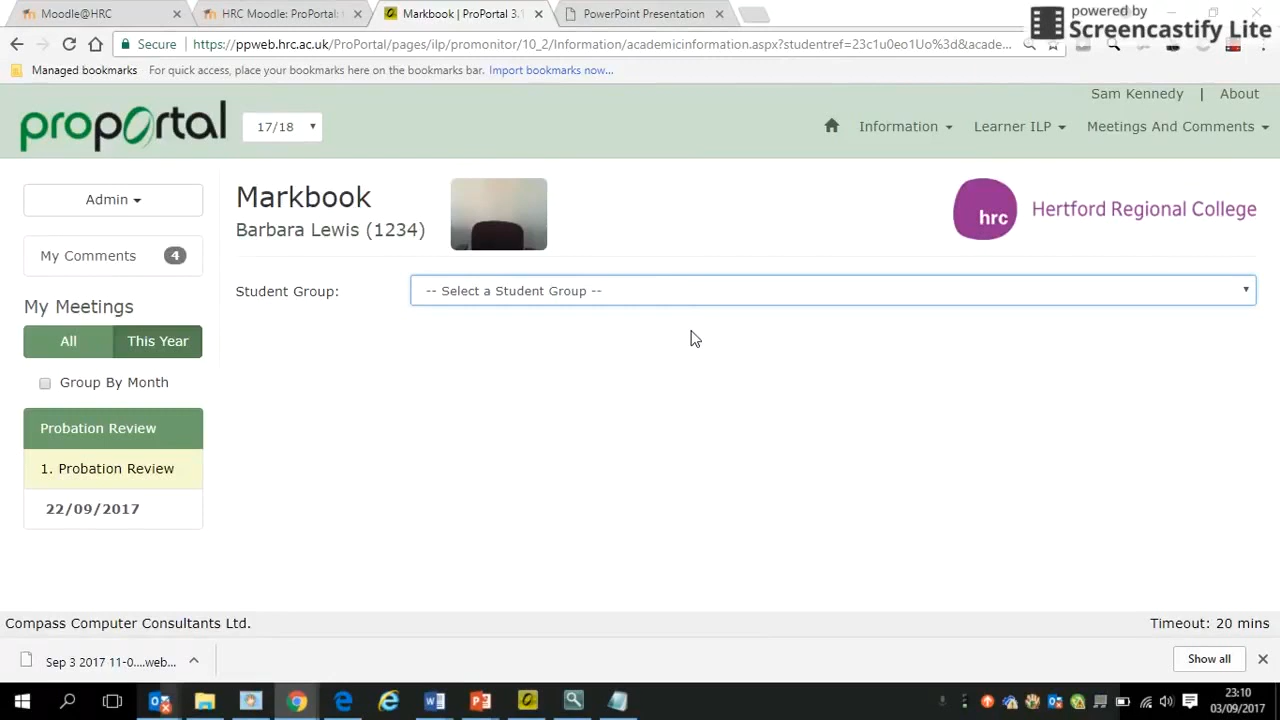 Moodle@HRC
HRC Moodle: ProPortal:
Markbook | ProPortal 3-
PowerPoint Presentation
powered by
Screencastify Lite
Secure
https://ppweb.hrc.ac.uk/ProPortal/pages/ilp/promonitor/10_2/Information/academicinformation.aspx?studentref=23c1u0eo1Uo%3d&acade...
Managed bookmarks
For quick access, place your bookmarks here on the bookmarks bar. Import bookmarks now...
Sam Kennedy | About
proportal
17/18
Information
Learner ILP
Meetings And Comments
Admin
Markbook
Barbara Lewis (1234)
hrc
Hertford Regional College
My Comments 4
Student Group:
-- Select a Student Group --
My Meetings
All
This Year
Group By Month
Probation Review
1. Probation Review
22/09/2017
Compass Computer Consultants Ltd.
Timeout: 20 mins
Sep 3 2017 11-0....web...
Show all
23:10
03/09/2017